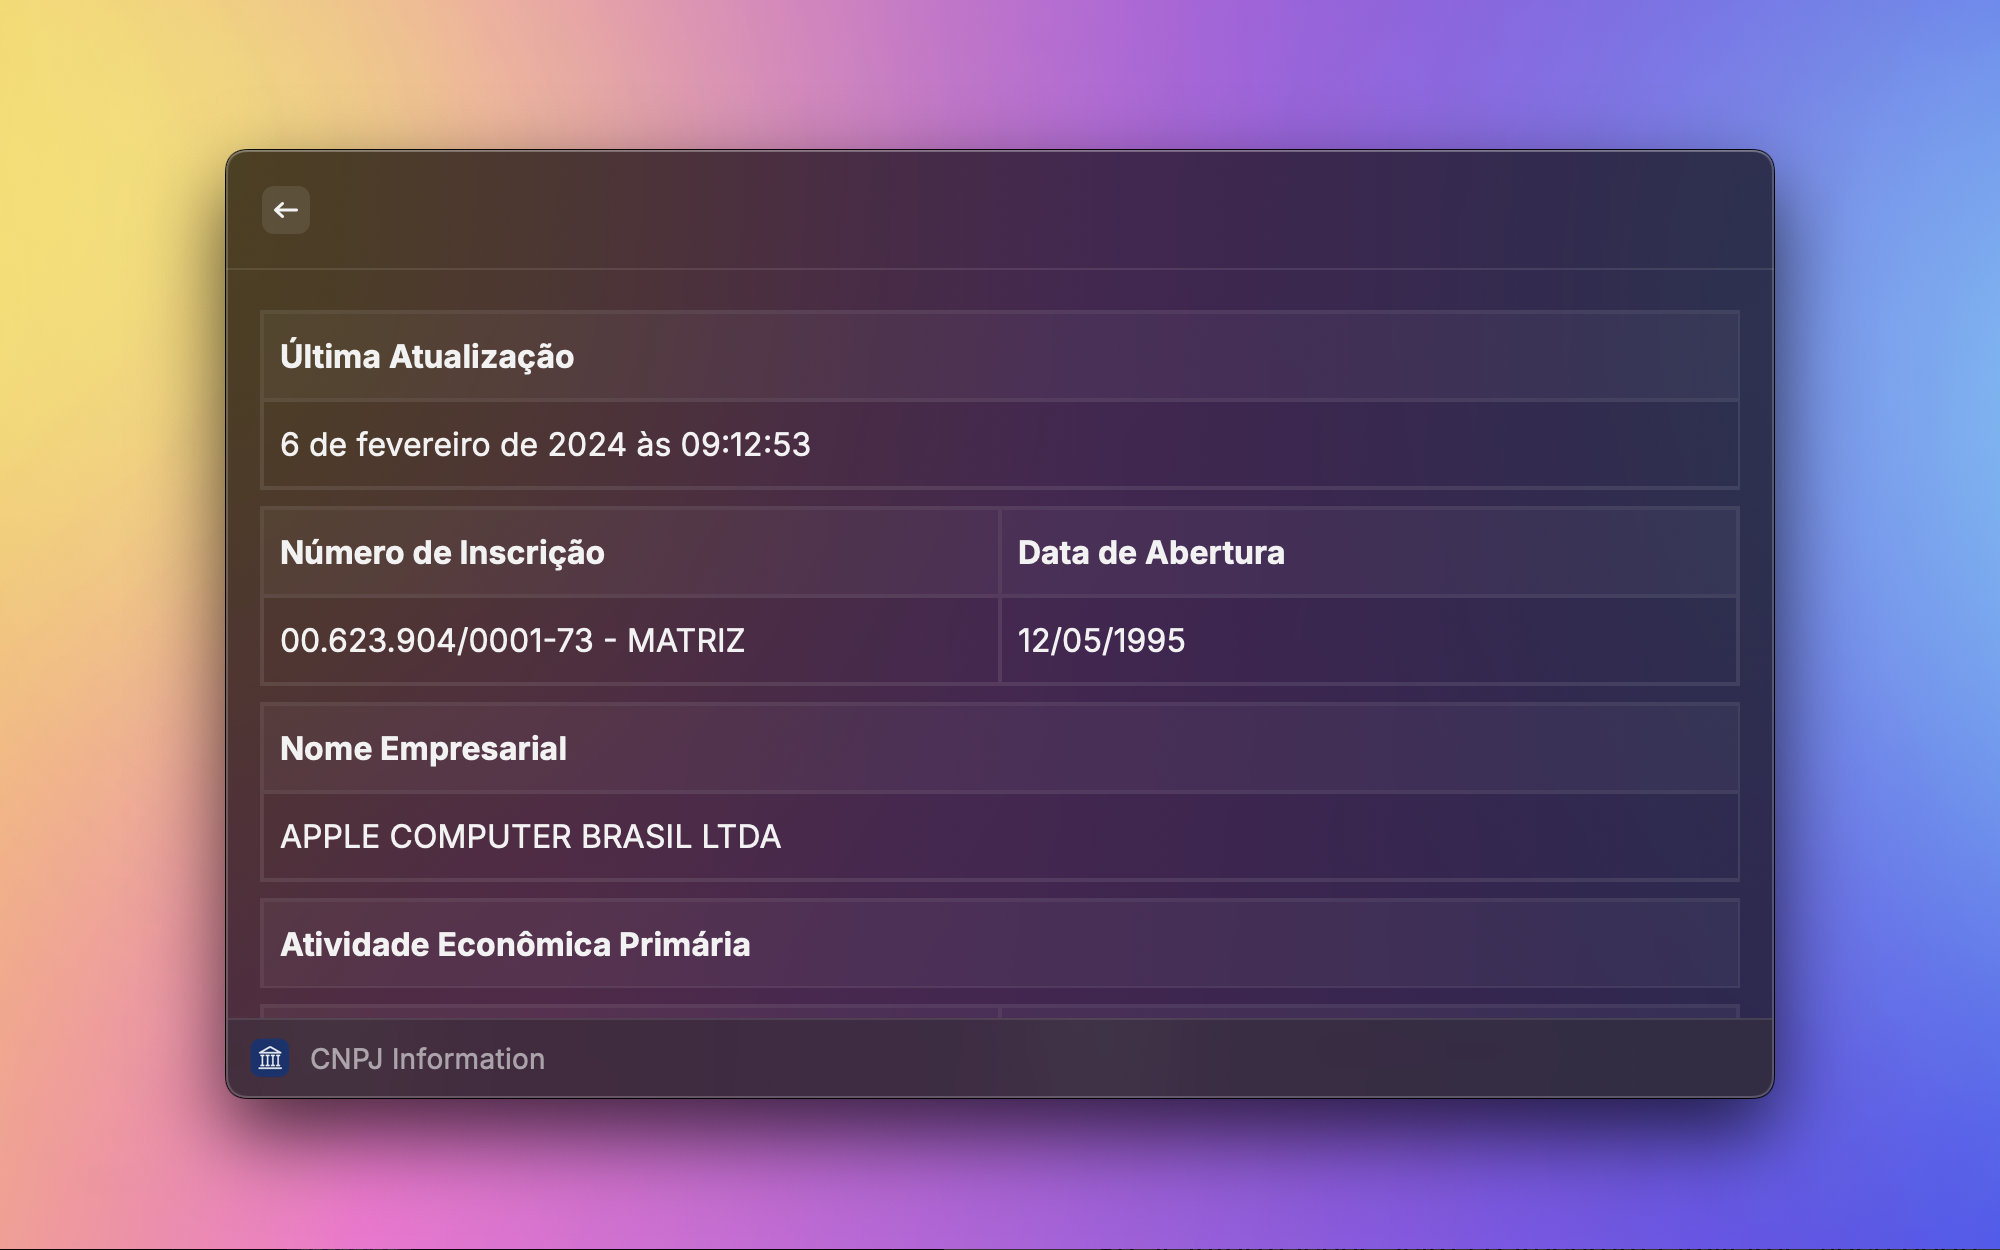 Última Atualização
6 de fevereiro de 2024 às 09:12:53
Número de Inscrição
Data de Abertura
00.623.904/0001-73 - MATRIZ
12/05/1995
Nome Empresarial
APPLE COMPUTER BRASIL LTDA
Atividade Econômica Primária
CNPJ Information